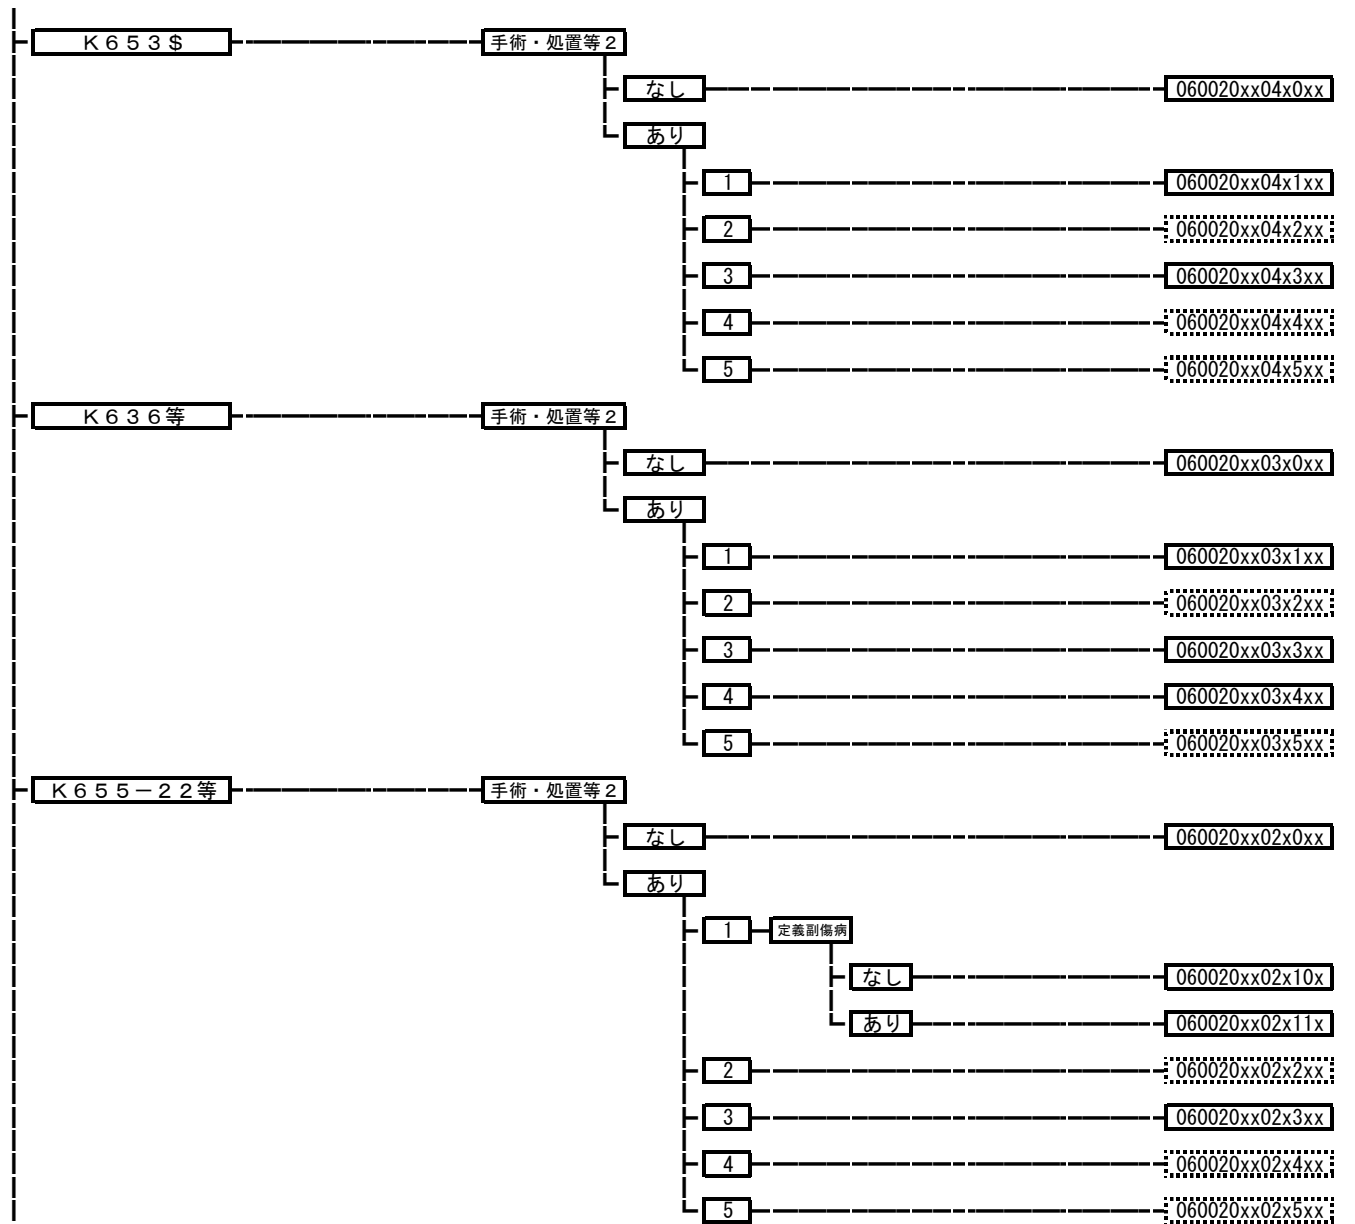 Ｋ６５３＄ 手術・処置等２
なし 060020xx04x0xx
あり
1 060020xx04x1xx
2 060020xx04x2xx
3 060020xx04x3xx
4 060020xx04x4xx
5 060020xx04x5xx
Ｋ６３６等 手術・処置等２
なし 060020xx03x0xx
あり
1 060020xx03x1xx
2 060020xx03x2xx
3 060020xx03x3xx
4 060020xx03x4xx
5 060020xx03x5xx
Ｋ６５５－２２等 手術・処置等２
なし 060020xx02x0xx
あり
1 定義副傷病
なし 060020xx02x10x
あり 060020xx02x11x
2 060020xx02x2xx
3 060020xx02x3xx
4 060020xx02x4xx
5 060020xx02x5xx